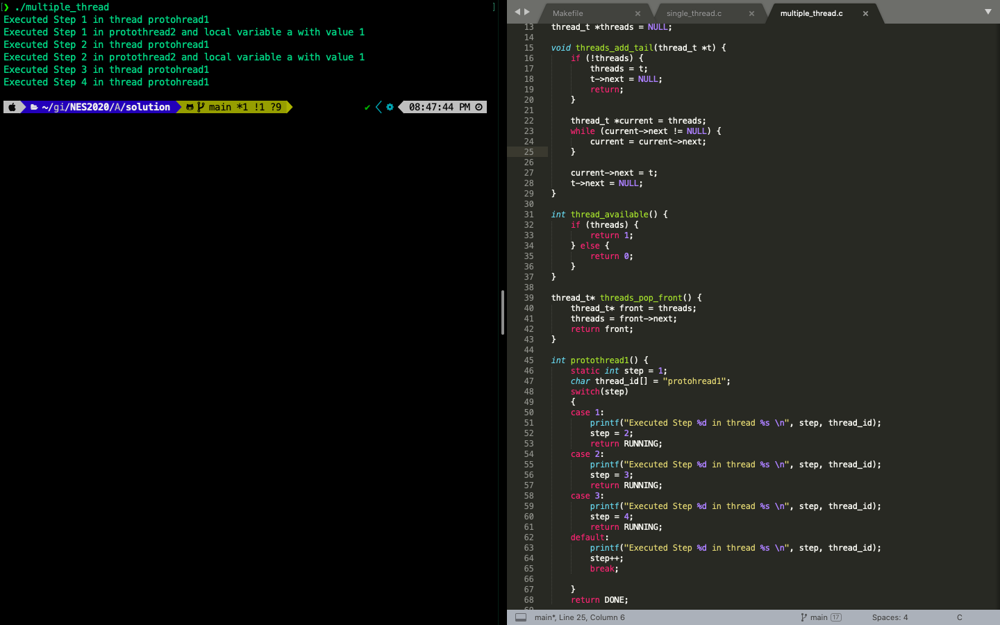 ❯ ./multiple_thread
Executed Step 1 in thread protohread1
Executed Step 1 in protothread2 and local variable a with value 1
Executed Step 2 in thread protohread1
Executed Step 2 in protothread2 and local variable a with value 1
Executed Step 3 in thread protohread1
Executed Step 4 in thread protohread1
~/gi/NES2020/A/solution main *1 !1 ?9 ✔ 08:47:44 PM
Makefile × single_thread.c × multiple_thread.c ×
13 thread_t *threads = NULL;
14
15 void threads_add_tail(thread_t *t) {
16 if (!threads) {
17 threads = t;
18 t->next = NULL;
19 return;
20 }
21
22 thread_t *current = threads;
23 while (current->next != NULL) {
24 current = current->next;
25 }
26
27 current->next = t;
28 t->next = NULL;
29 }
30
31 int thread_available() {
32 if (threads) {
33 return 1;
34 } else {
35 return 0;
36 }
37 }
38
39 thread_t* threads_pop_front() {
40 thread_t* front = threads;
41 threads = front->next;
42 return front;
43 }
44
45 int protothread1() {
46 static int step = 1;
47 char thread_id[] = "protohread1";
48 switch(step)
49 {
50 case 1:
51 printf("Executed Step %d in thread %s \n", step, thread_id);
52 step = 2;
53 return RUNNING;
54 case 2:
55 printf("Executed Step %d in thread %s \n", step, thread_id);
56 step = 3;
57 return RUNNING;
58 case 3:
59 printf("Executed Step %d in thread %s \n", step, thread_id);
60 step = 4;
61 return RUNNING;
62 default:
63 printf("Executed Step %d in thread %s \n", step, thread_id);
64 step++;
65 break;
66
67 }
68 return DONE;
main*, Line 25, Column 6 main 17 Spaces: 4 C